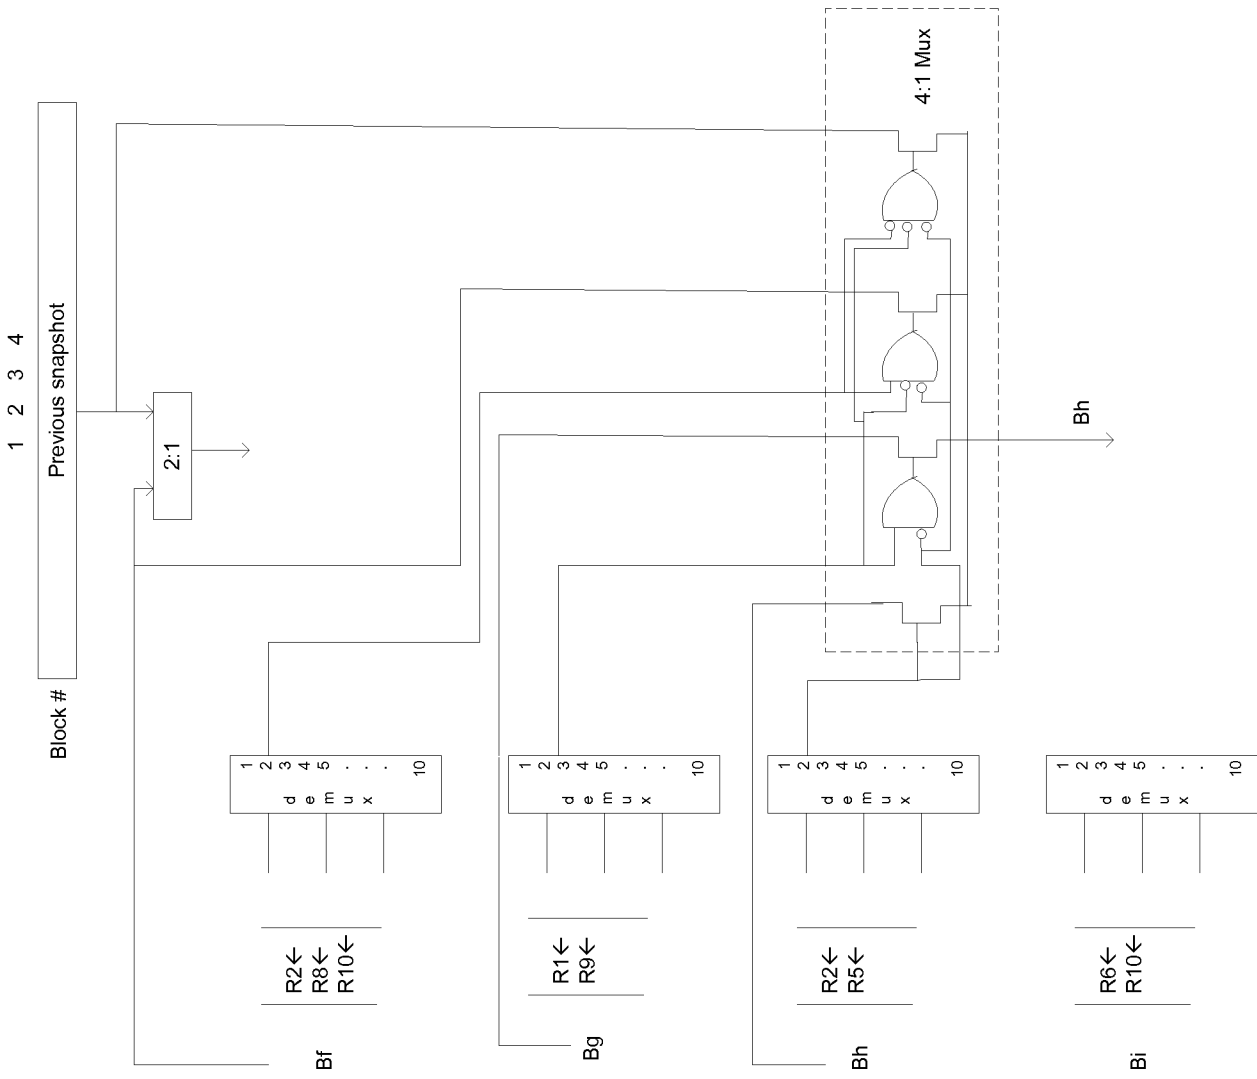 1 2 3 4
Block #
Previous snapshot
2:1
Bf
R2←
R8←
R10←
d
e
m
u
x
1
2
3
4
5
.
.
.
10
Bg
R1←
R9←
d
e
m
u
x
1
2
3
4
5
.
.
.
10
Bh
R2←
R5←
d
e
m
u
x
1
2
3
4
5
.
.
.
10
4:1 Mux
Bh
Bi
R6←
R10←
d
e
m
u
x
1
2
3
4
5
.
.
.
10